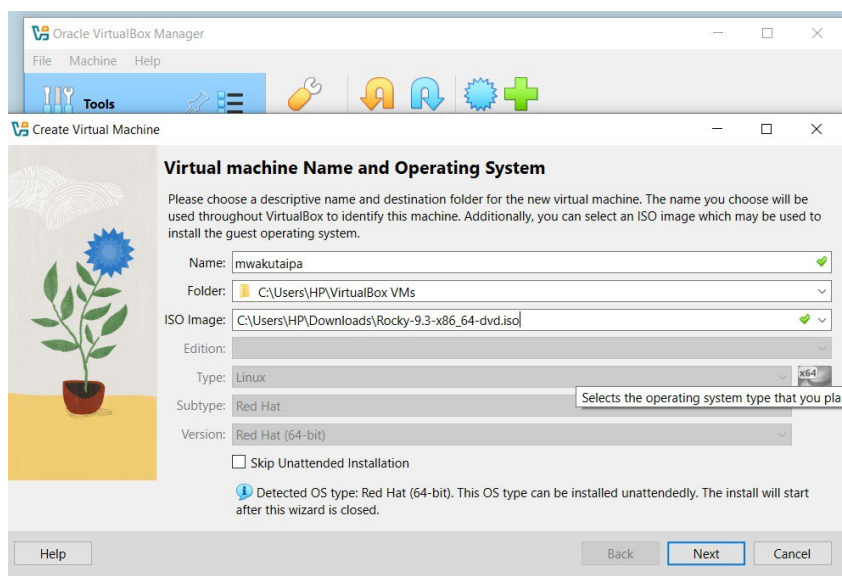 Oracle VirtualBox Manager
File Machine Help
Tools
Create Virtual Machine
Virtual machine Name and Operating System
Please choose a descriptive name and destination folder for the new virtual machine. The name you choose will be
used throughout VirtualBox to identify this machine. Additionally, you can select an ISO image which may be used to
install the guest operating system.
Name: mwakutaipa
Folder: C:\Users\HP\VirtualBox VMs
ISO Image: C:\Users\HP\Downloads\Rocky-9.3-x86_64-dvd.iso
Edition:
Type: Linux x64
Subtype: Red Hat Selects the operating system type that you pla
Version: Red Hat (64-bit)
Skip Unattended Installation
Detected OS type: Red Hat (64-bit). This OS type can be installed unattendedly. The install will start
after this wizard is closed.
Help Back Next Cancel